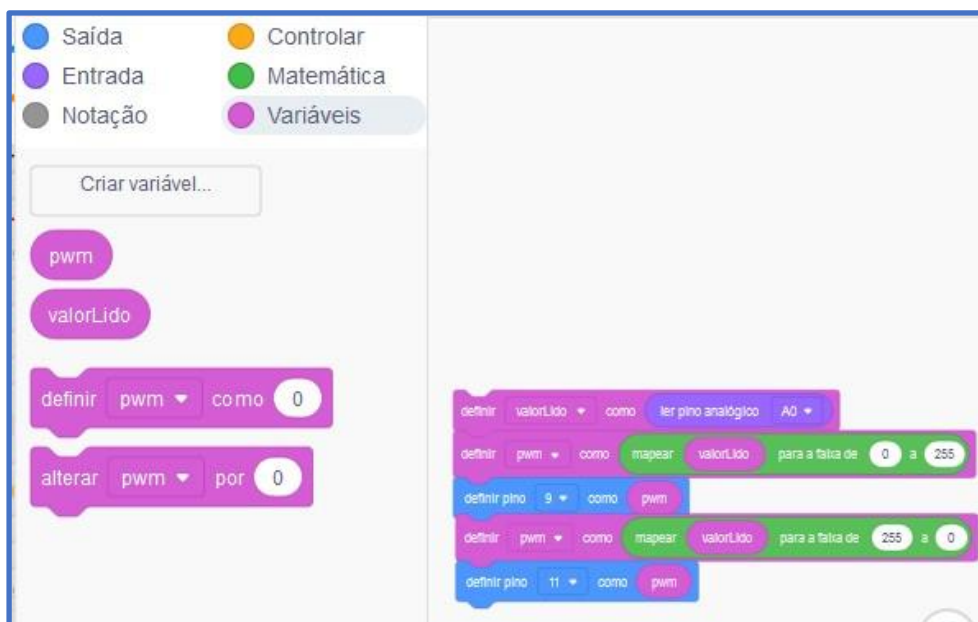 Saída Controlar
Entrada Matemática
Notação Variáveis
Criar variável...
pwm
valorLido
definir pwm como 0
alterar pwm por 0
definir valorLido como ler pino analógico A0
definir pwm como mapear valorLido para a faixa de 0 a 255
definir pino 9 como pwm
definir pwm como mapear valorLido para a faixa de 255 a 0
definir pino 11 como pwm